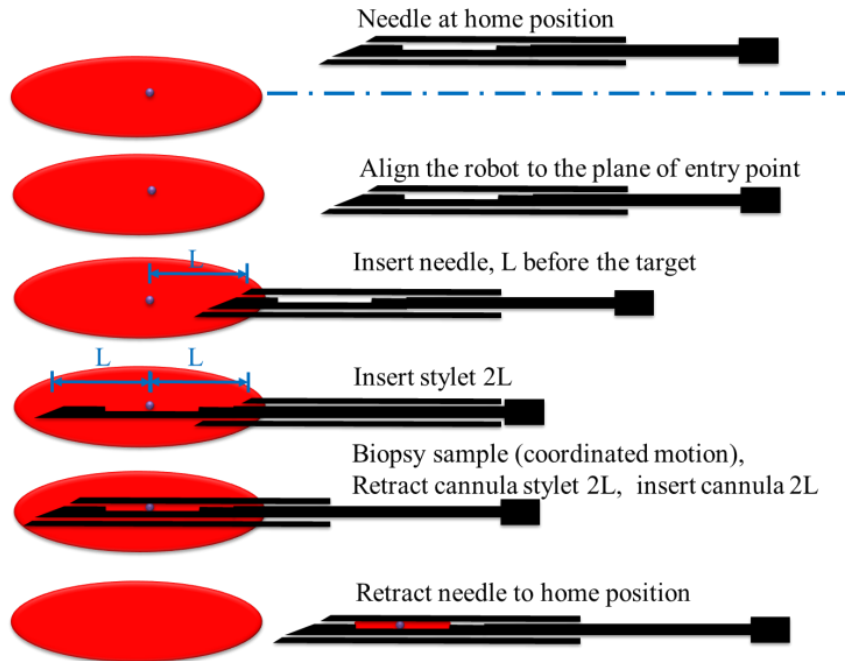 Needle at home position
Align the robot to the plane of entry point
L
Insert needle, L before the target
L L
Insert stylet 2L
Biopsy sample (coordinated motion),
Retract cannula stylet 2L, insert cannula 2L
Retract needle to home position